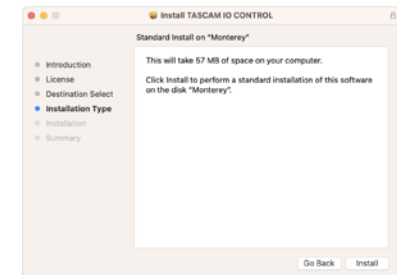 Install TASCAM IO CONTROL
Standard Install on "Monterey"
Introduction
License
Destination Select
Installation Type
Installation
Summary
This will take 57 MB of space on your computer.
Click Install to perform a standard installation of this software
on the disk "Monterey".
Go Back
Install